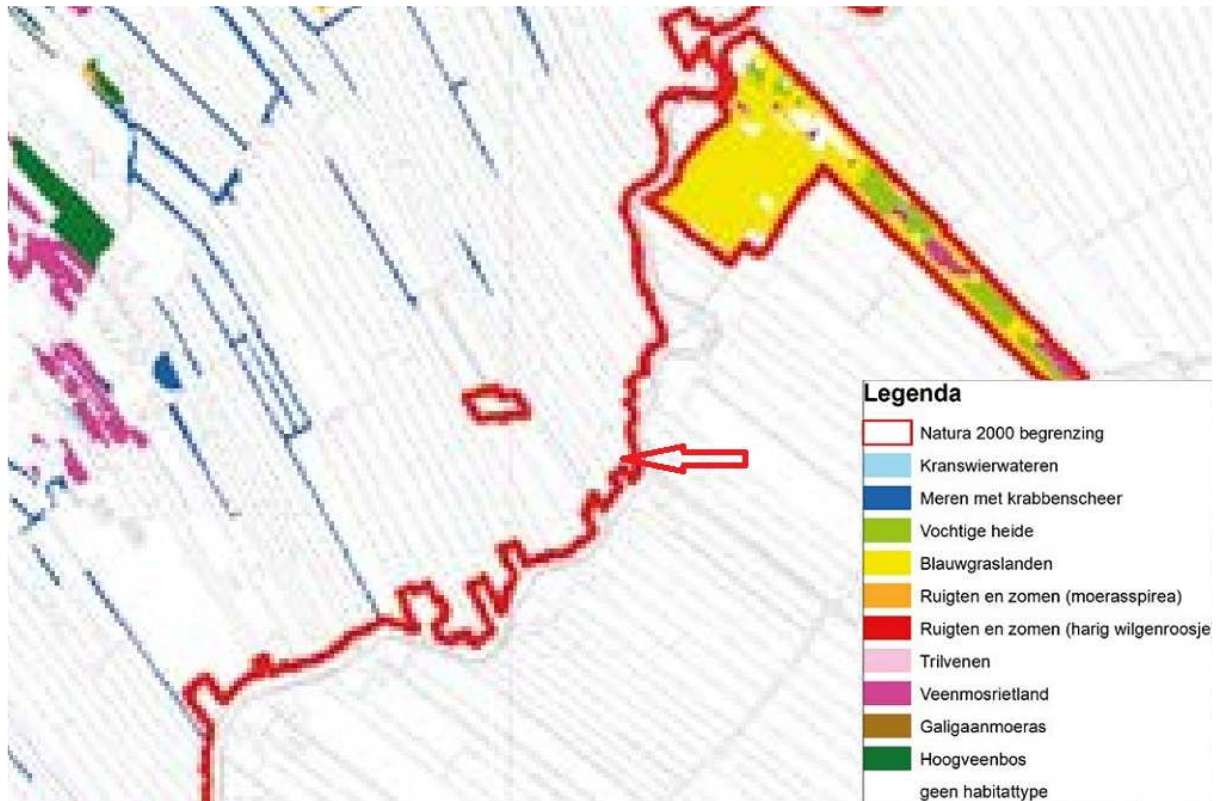 Legenda
Natura 2000 begrenzing
Kranswierwateren
Meren met krabbenscheer
Vochtige heide
Blauwgraslanden
Ruigten en zomen (moerasspirea)
Ruigten en zomen (harig wilgenroosje
Trilvenen
Veenmosrietland
Galigaanmoeras
Hoogveenbos
geen habitattype